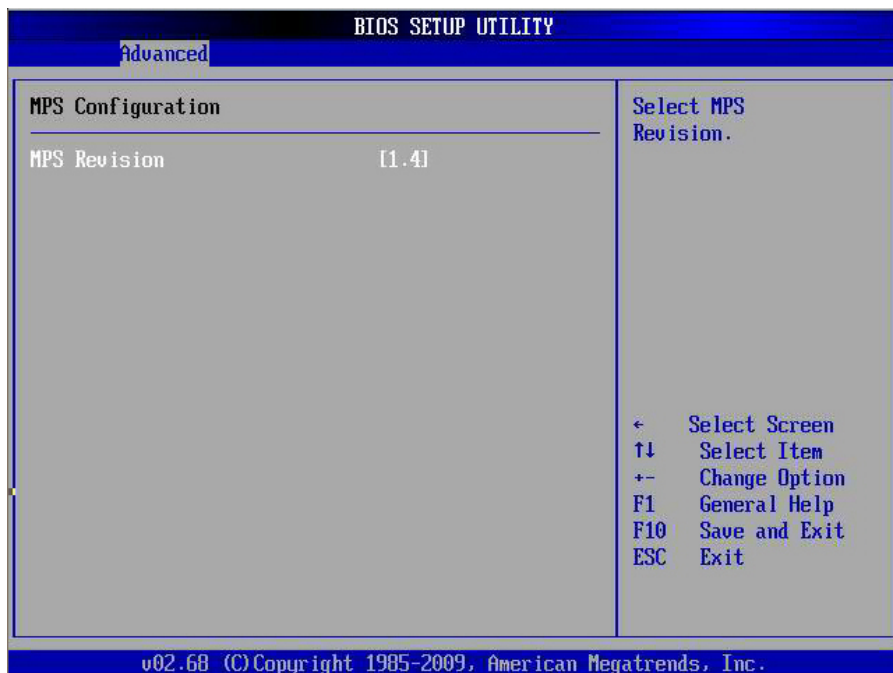 BIOS SETUP UTILITY
Advanced
MPS Configuration
MPS Revision [1.4]
Select MPS
Revision.
← Select Screen
↑↓ Select Item
+- Change Option
F1 General Help
F10 Save and Exit
ESC Exit
v02.68 (C)Copyright 1985-2009, American Megatrends, Inc.